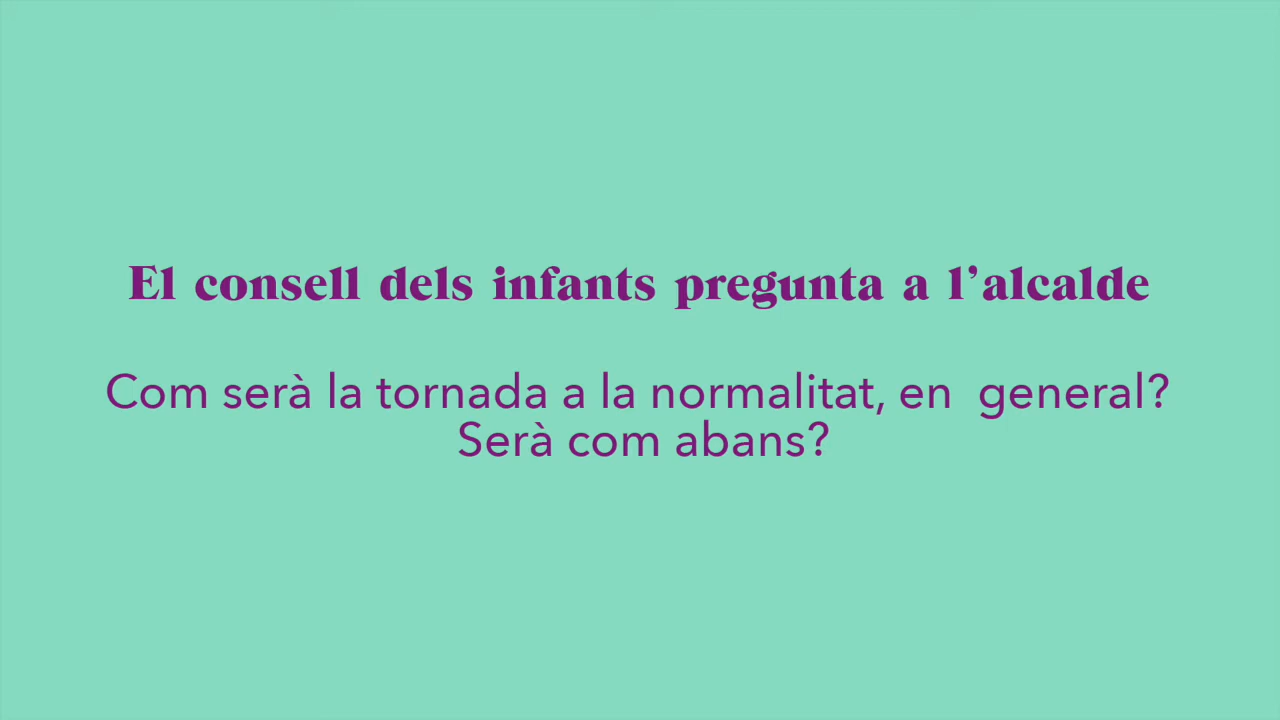 El consell dels infants pregunta a l’alcalde
Com serà la tornada a la normalitat, en  general?
Serà com abans?